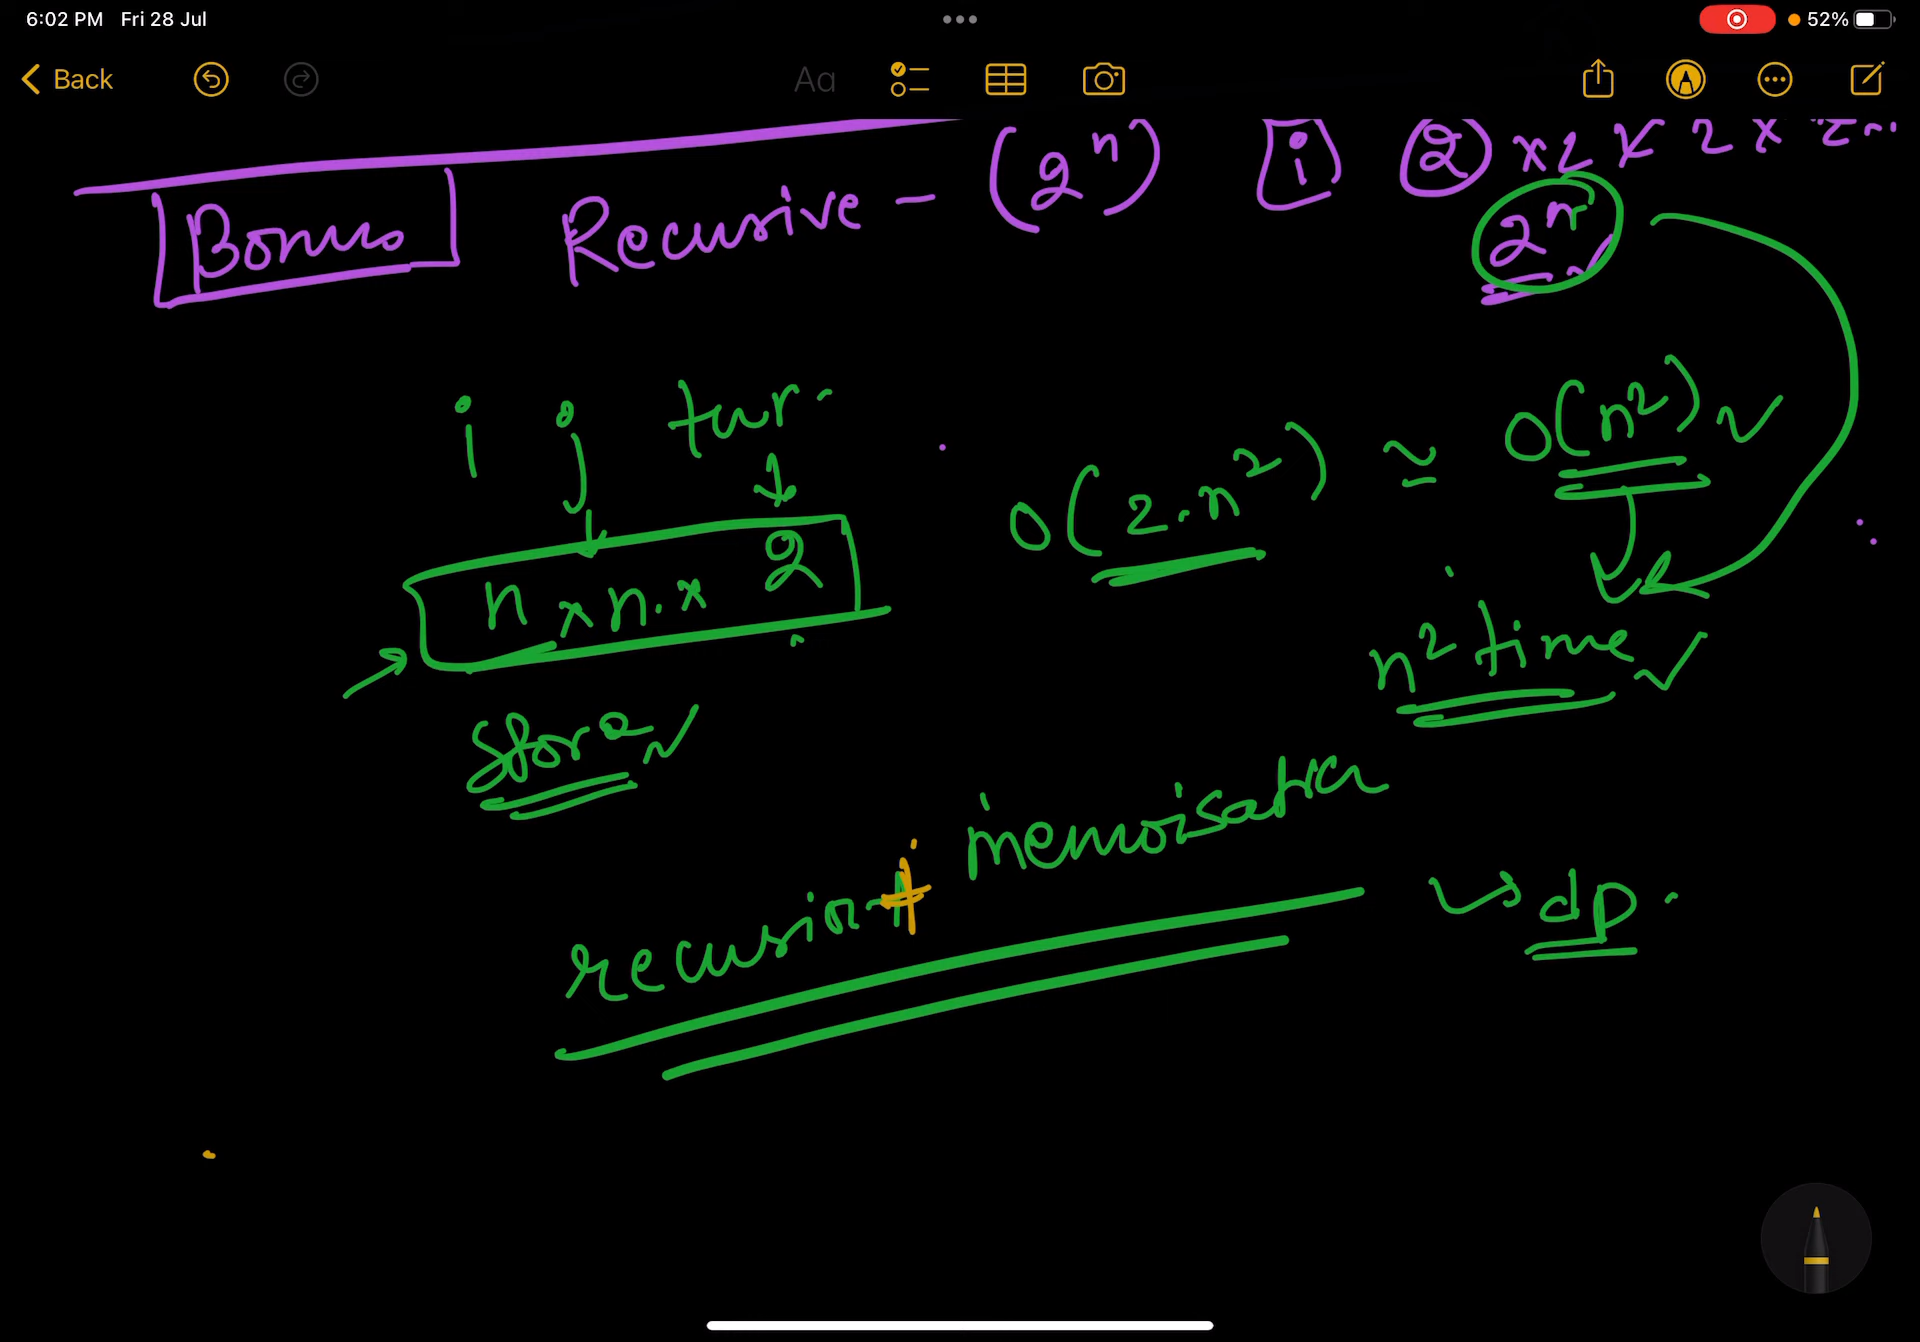 6:02 PM Fri 28 Jul
52%
Back
Aa
Bonus Recursive - (2ⁿ) i 2 x 2 x 2 x 2...
2ⁿ
i j tur
n x n x 2 O(2.n²) ≃ O(n²)
n² time
store
recursion + memoisation
↳ dp